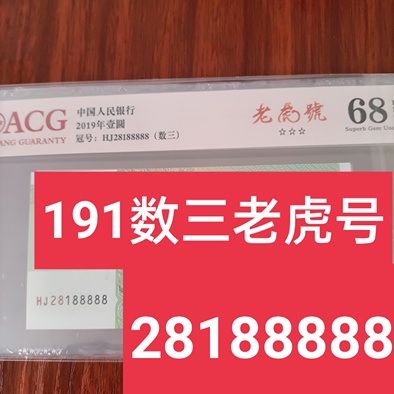 ACG
ANG GUARANTY
中国人民银行
2019年壹圆
冠号: HJ28188888 (数三)
老虎號
☆☆☆
68
Superb Gem Unc
191数三老虎号
HJ28188888
28188888